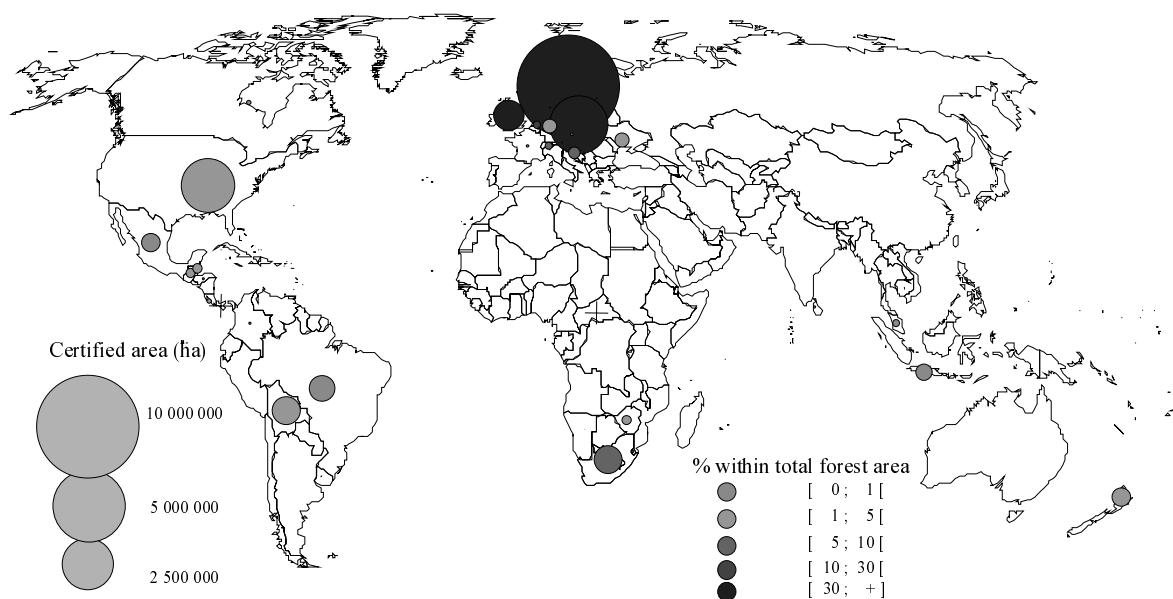 Certified area (ha)
10 000 000
5 000 000
2 500 000
% within total forest area
[ 0 ; 1 [
[ 1 ; 5 [
[ 5 ; 10 [
[ 10 ; 30 [
[ 30 ; + ]